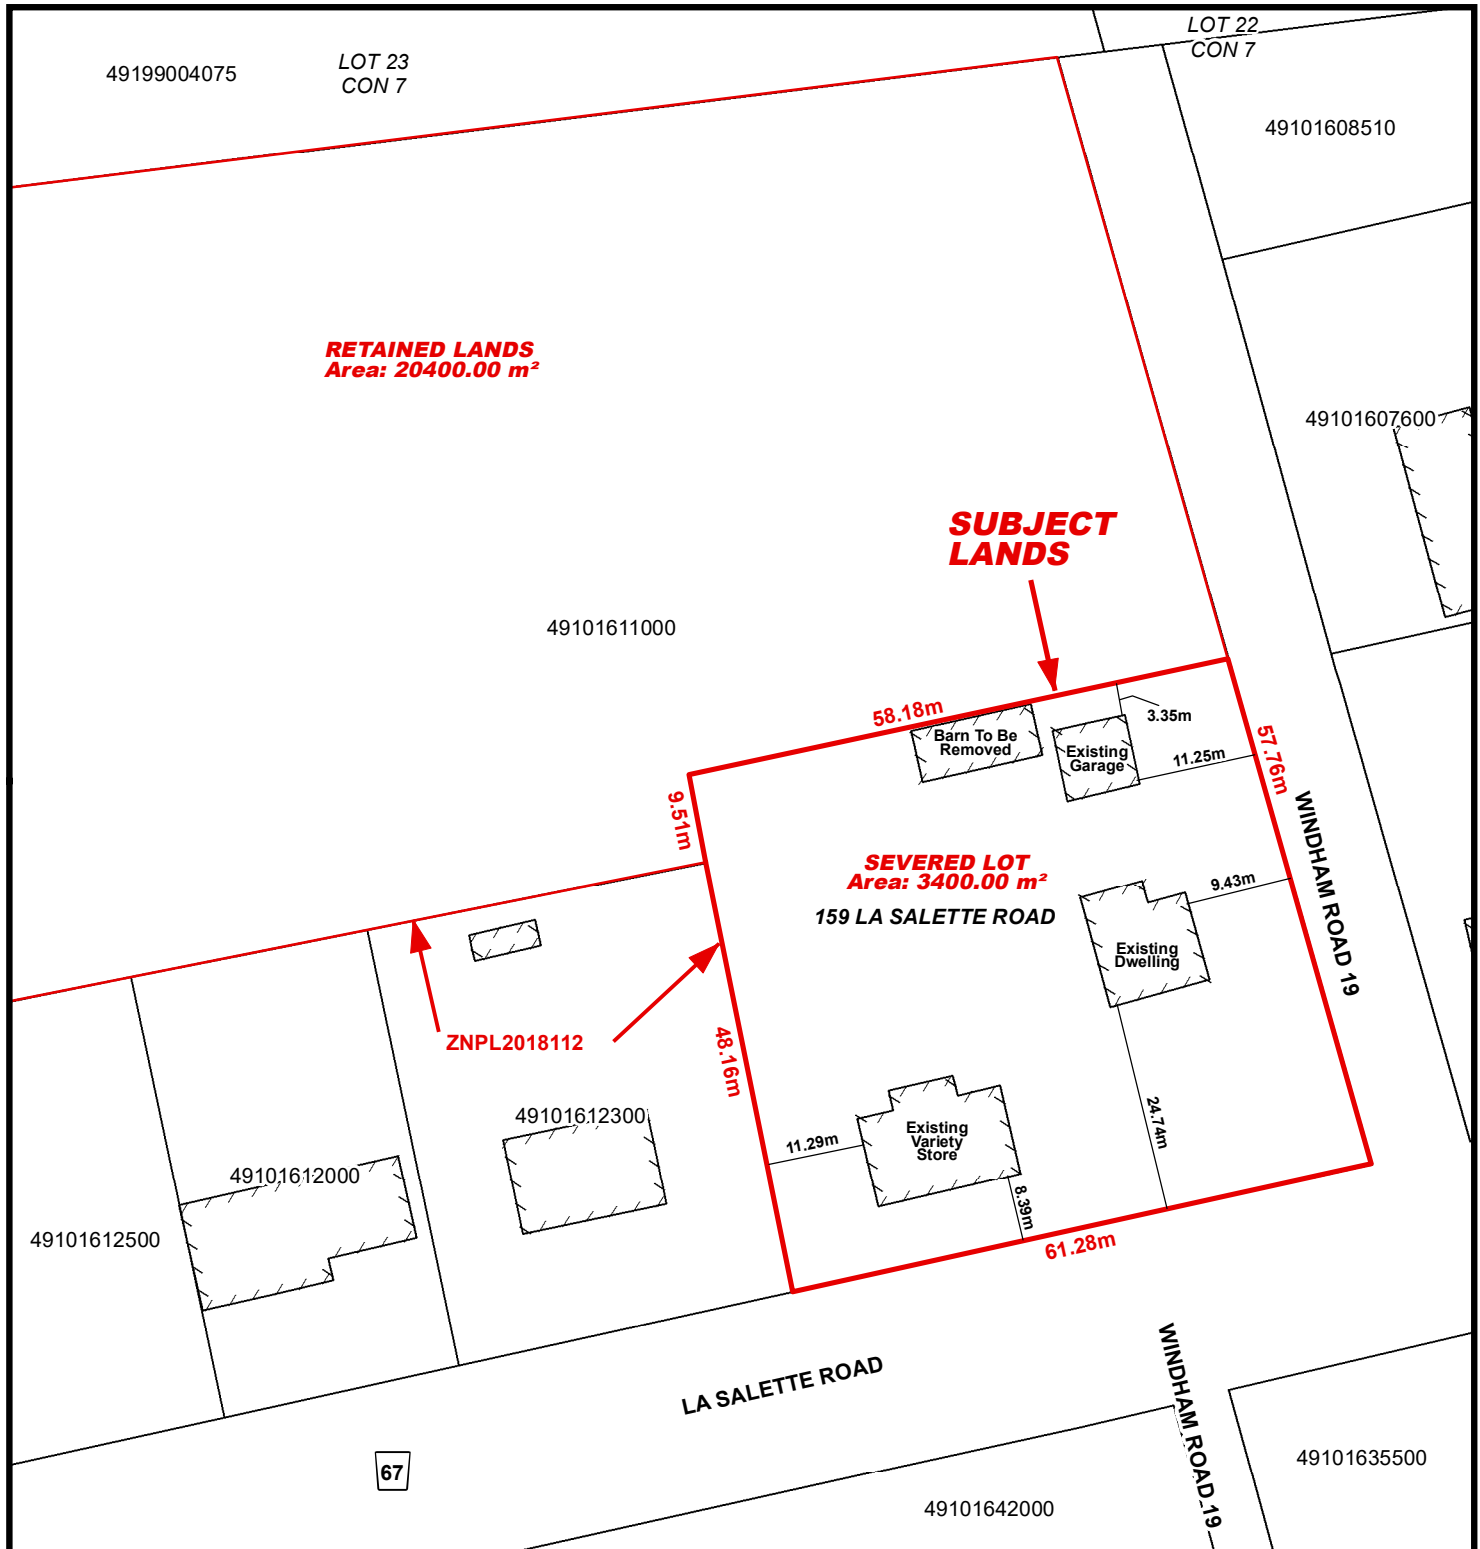 LOT 22
CON 7
49199004075
LOT 23
CON 7
49101608510
RETAINED LANDS
Area: 20400.00 m²
49101607600
SUBJECT
LANDS
49101611000
58.18m
3.35m
Barn To Be
Removed
Existing
Garage
11.25m
57.76m
9.51m
WINDHAM ROAD 19
SEVERED LOT
Area: 3400.00 m²
159 LA SALETTE ROAD
9.43m
Existing
Dwelling
ZNPL2018112
48.16m
24.74m
49101612300
Existing
Variety
Store
11.29m
49101612000
8.39m
49101612500
61.28m
LA SALETTE ROAD
WINDHAM ROAD 19
67
49101635500
49101642000